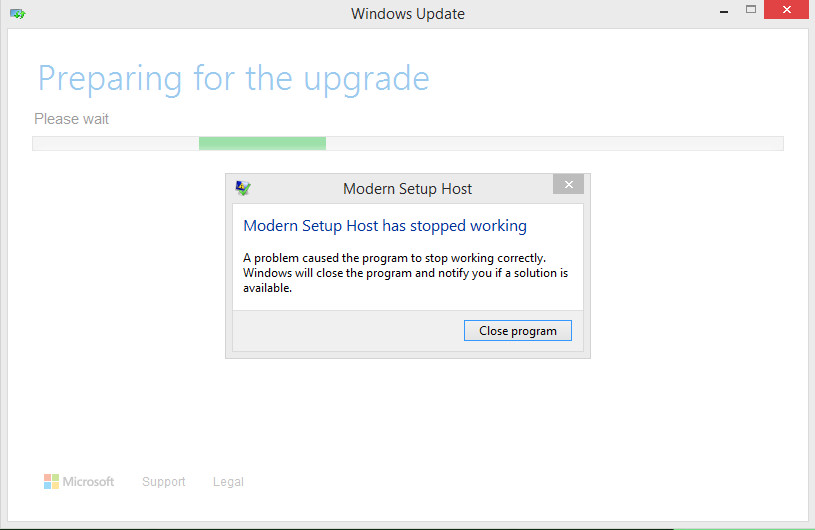 Windows Update
Preparing for the upgrade
Please wait
Modern Setup Host
Modern Setup Host has stopped working
A problem caused the program to stop working correctly.
Windows will close the program and notify you if a solution is
available.
Close program
Microsoft Support Legal